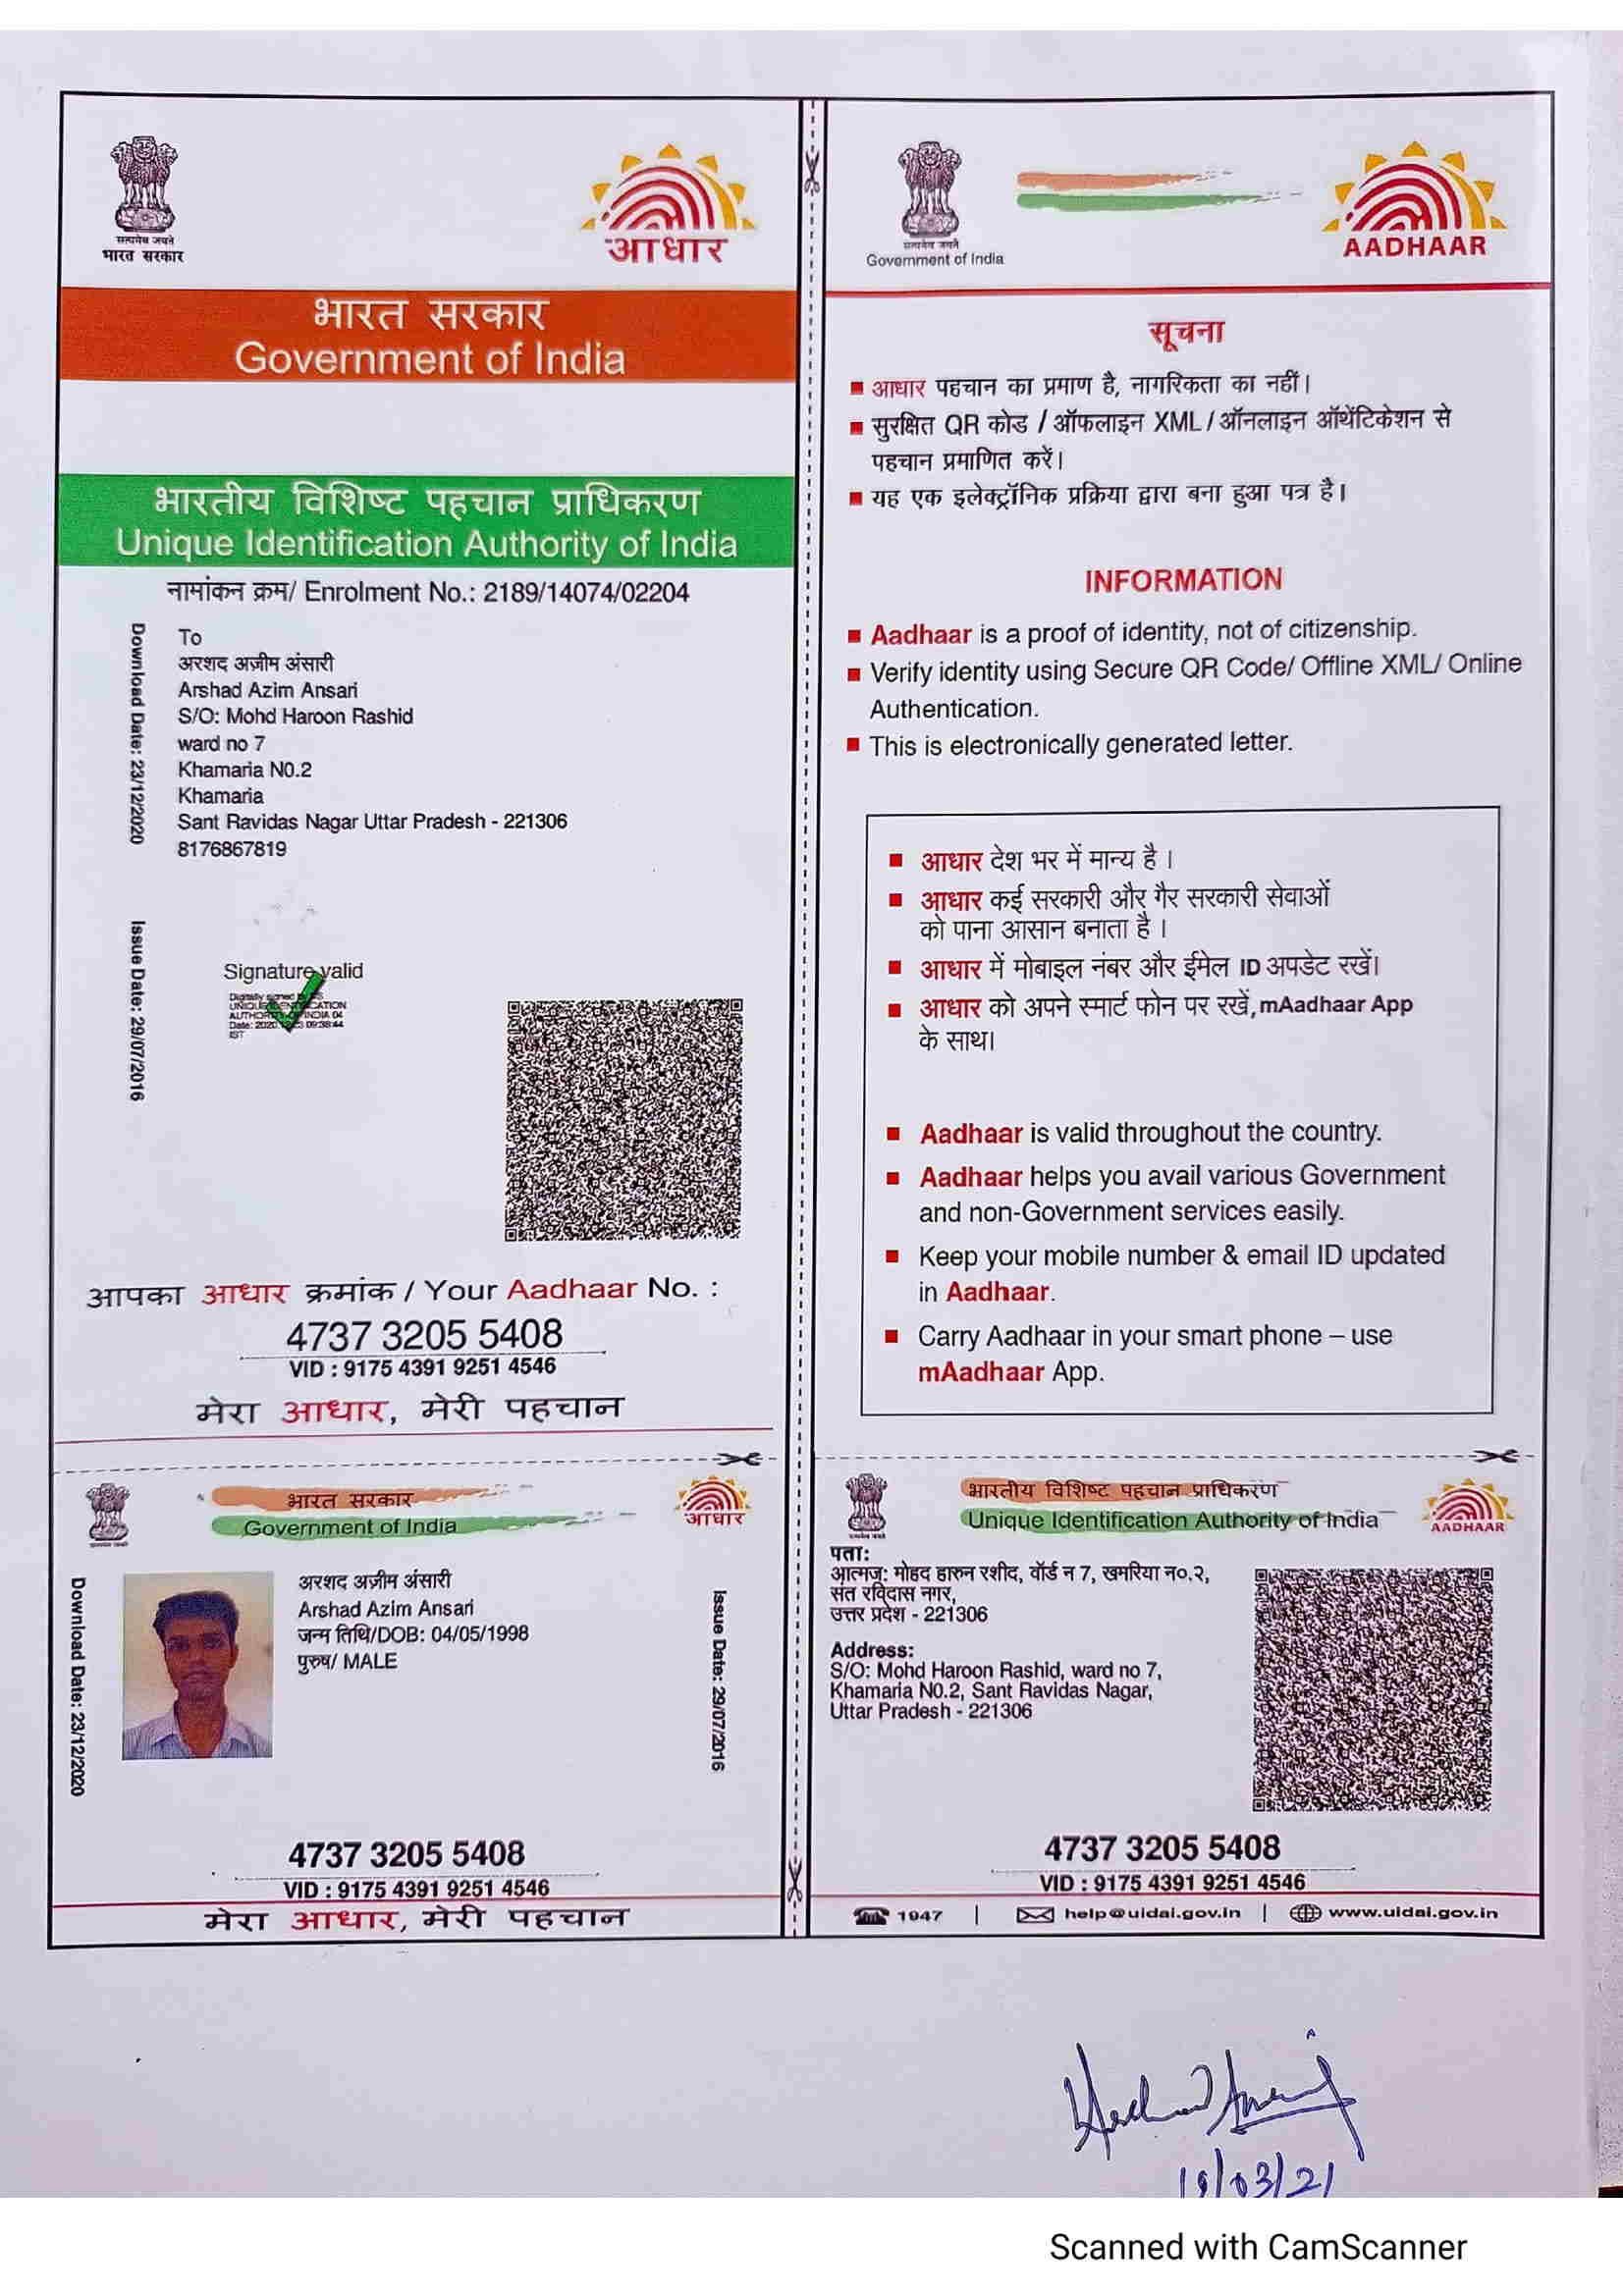 सत्यमेव जयते
भारत सरकार
आधार
भारत सरकार
Government of India
भारतीय विशिष्ट पहचान प्राधिकरण
Unique Identification Authority of India
नामांकन क्रम/ Enrolment No.: 2189/14074/02204
Download Date: 23/12/2020
To
अरशद अज़ीम अंसारी
Arshad Azim Ansari
S/O: Mohd Haroon Rashid
ward no 7
Khamaria N0.2
Khamaria
Sant Ravidas Nagar Uttar Pradesh - 221306
8176867819
Issue Date: 29/07/2016
Signature valid
Digitally signed
AUTHORITY OF INDIA 04
IST
आपका आधार क्रमांक / Your Aadhaar No. :
4737 3205 5408
VID : 9175 4391 9251 4546
मेरा आधार, मेरी पहचान
सत्यमेव जयते
Government of India
AADHAAR
सूचना
आधार पहचान का प्रमाण है, नागरिकता का नहीं।
सुरक्षित QR कोड / ऑफलाइन XML / ऑनलाइन ऑथेंटिकेशन से
पहचान प्रमाणित करें।
यह एक इलेक्ट्रॉनिक प्रक्रिया द्वारा बना हुआ पत्र है।
INFORMATION
Aadhaar is a proof of identity, not of citizenship.
Verify identity using Secure QR Code/ Offline XML/ Online
Authentication.
This is electronically generated letter.
आधार देश भर में मान्य है ।
आधार कई सरकारी और गैर सरकारी सेवाओं
को पाना आसान बनाता है ।
आधार में मोबाइल नंबर और ईमेल ID अपडेट रखें।
आधार को अपने स्मार्ट फोन पर रखें, mAadhaar App
के साथ।
Aadhaar is valid throughout the country.
Aadhaar helps you avail various Government
and non-Government services easily.
Keep your mobile number & email ID updated
in Aadhaar.
Carry Aadhaar in your smart phone – use
mAadhaar App.
भारत सरकार
Government of India
आधार
Download Date: 23/12/2020
अरशद अज़ीम अंसारी
Arshad Azim Ansari
जन्म तिथि/DOB: 04/05/1998
पुरुष/ MALE
Issue Date: 29/07/2016
4737 3205 5408
VID : 9175 4391 9251 4546
मेरा आधार, मेरी पहचान
भारतीय विशिष्ट पहचान प्राधिकरण
Unique Identification Authority of India
AADHAAR
पता:
आत्मज: मोहद हारुन रशीद, वॉर्ड न 7, खमरिया न०.२,
संत रविदास नगर,
उत्तर प्रदेश - 221306
Address:
S/O: Mohd Haroon Rashid, ward no 7,
Khamaria N0.2, Sant Ravidas Nagar,
Uttar Pradesh - 221306
4737 3205 5408
VID : 9175 4391 9251 4546
1947 | help@uidai.gov.in | www.uidai.gov.in
19/03/21
Scanned with CamScanner